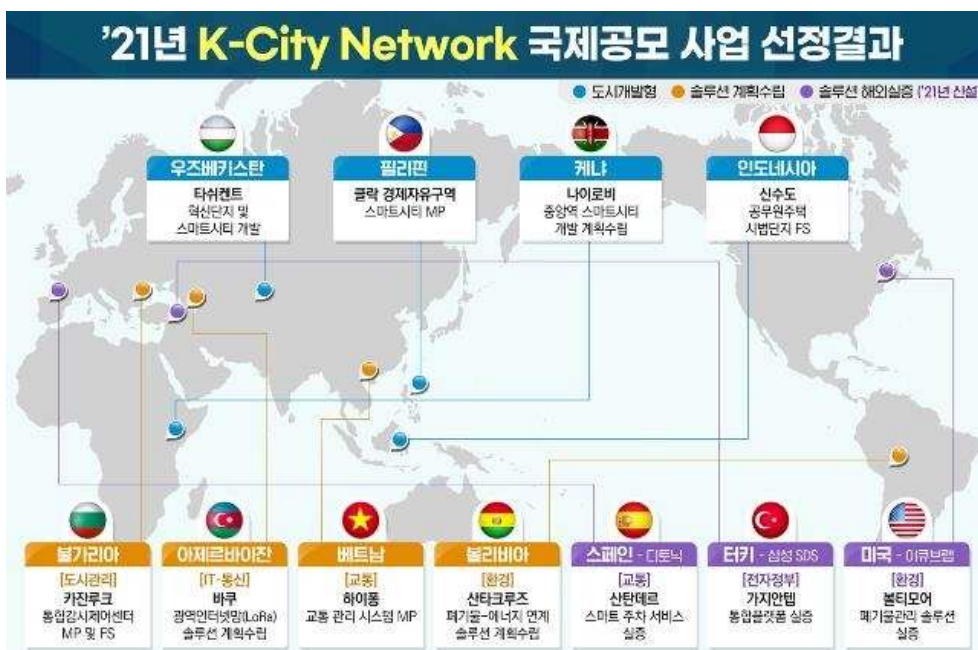 '21년 K-City Network 국제공모 사업 선정결과
도시개발형 솔루션 계획수립 솔루션 해외실증 ('21년 신설
우즈베키스탄
타쉬켄트
혁신단지 및
스마트시티 개발
필리핀
클락 경제자유구역
스마트시티 MP
케냐
나이로비
중앙역 스마트시티
개발 계획수립
인도네시아
신수도
공무원주택
시범단지 FS
불가리아
[도시관리]
카잔루크
통합감시제어센터
MP 및 FS
아제르바이잔
[IT·통신]
바쿠
광역인터넷망(LoRa)
솔루션 계획수립
베트남
[교통]
하이퐁
교통 관리 시스템 MP
볼리비아
[환경]
산타크루즈
폐기물-에너지 연계
솔루션 계획수립
스페인 - 디토닉
[교통]
산탄데르
스마트 주차 서비스
실증
터키 - 삼성 SDS
[전자정부]
가지안텝
통합플랫폼 실증
미국 - 이큐브랩
[환경]
볼티모어
폐기물관리 솔루션
실증